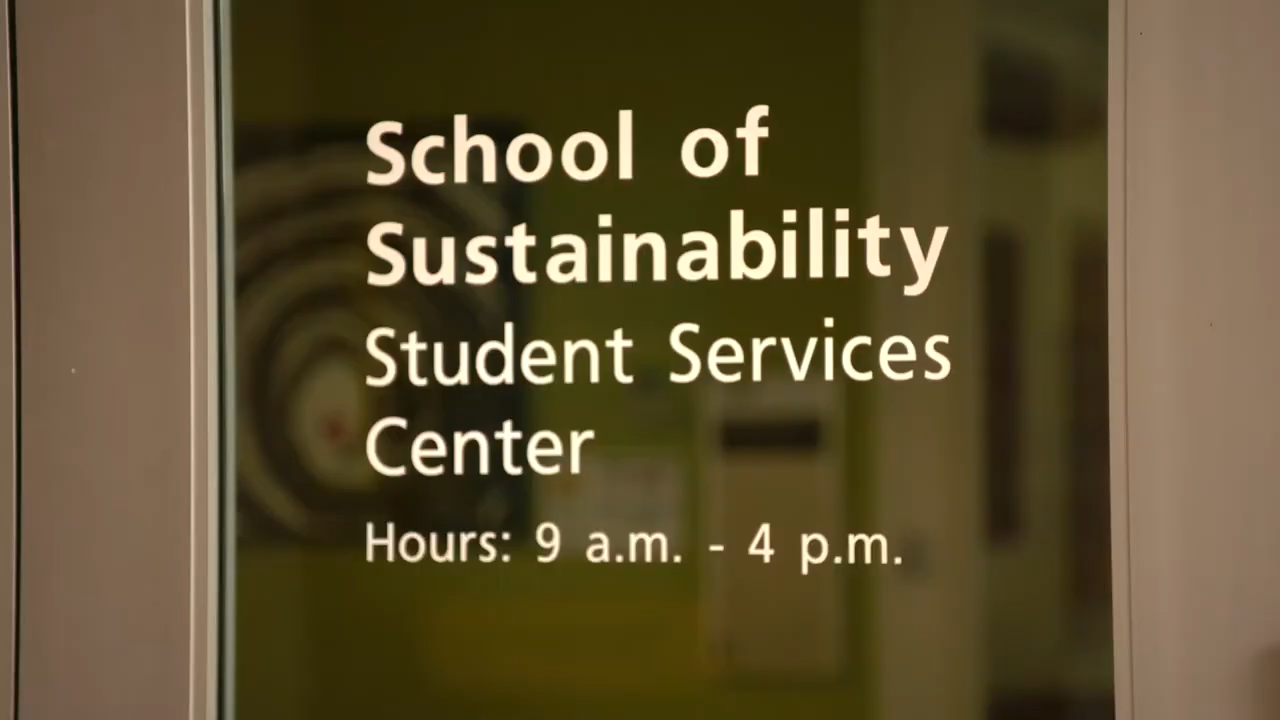 School of
Sustainability
Student Services
Center
Hours: 9 a.m. - 4 p.m.